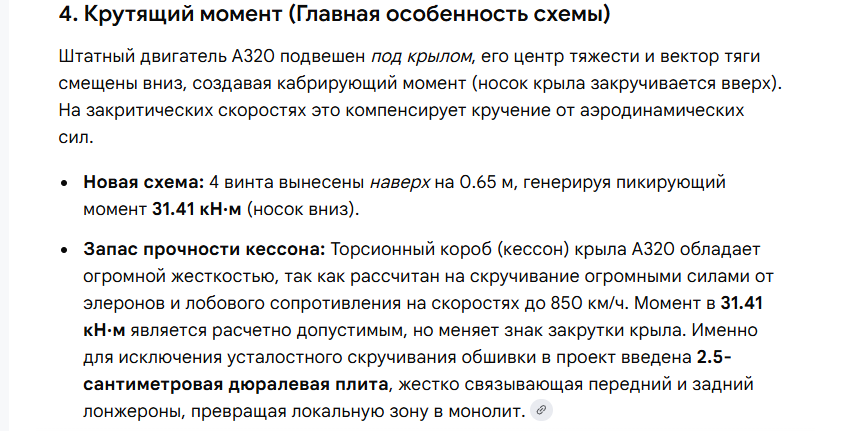 4. Крутящий момент (Главная особенность схемы)
Штатный двигатель А320 подвешен под крылом, его центр тяжести и вектор тяги
смещены вниз, создавая кабрирующий момент (носок крыла закручивается вверх).
На закритических скоростях это компенсирует кручение от аэродинамических
сил.
• Новая схема: 4 винта вынесены наверх на 0.65 м, генерируя пикирующий
момент 31.41 кН·м (носок вниз).
• Запас прочности кессона: Торсионный короб (кессон) крыла А320 обладает
огромной жесткостью, так как рассчитан на скручивание огромными силами от
элеронов и лобового сопротивления на скоростях до 850 км/ч. Момент в 31.41
кН·м является расчетно допустимым, но меняет знак закрутки крыла. Именно
для исключения усталостного скручивания обшивки в проект введена 2.5-
сантиметровая дюралевая плита, жестко связывающая передний и задний
лонжероны, превращая локальную зону в монолит.